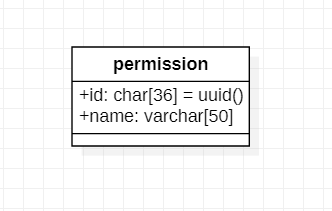 permission
+id: char[36] = uuid()
+name: varchar[50]